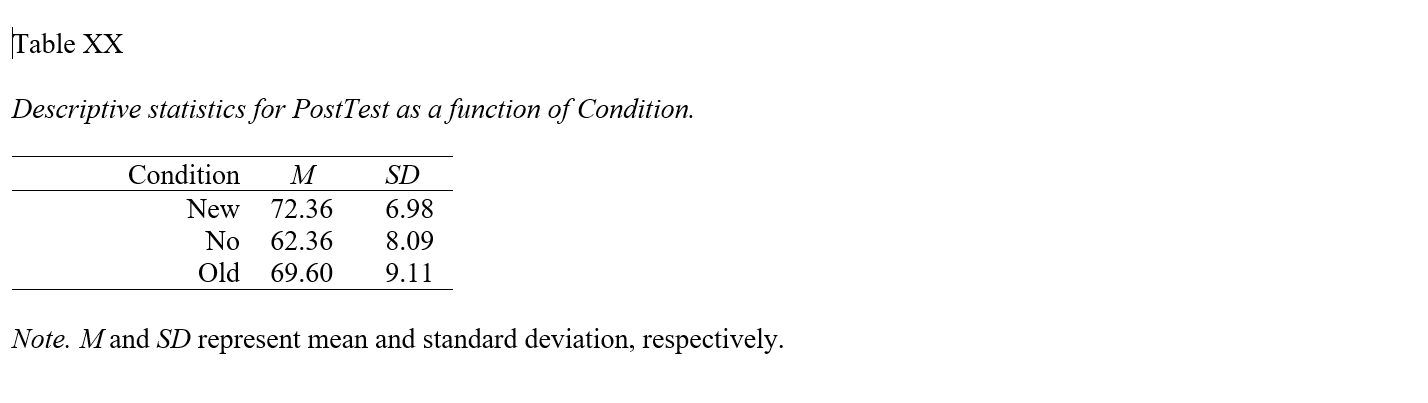 Table XX
Descriptive statistics for PostTest as a function of Condition.
Condition M SD
New 72.36 6.98
No 62.36 8.09
Old 69.60 9.11
Note. M and SD represent mean and standard deviation, respectively.